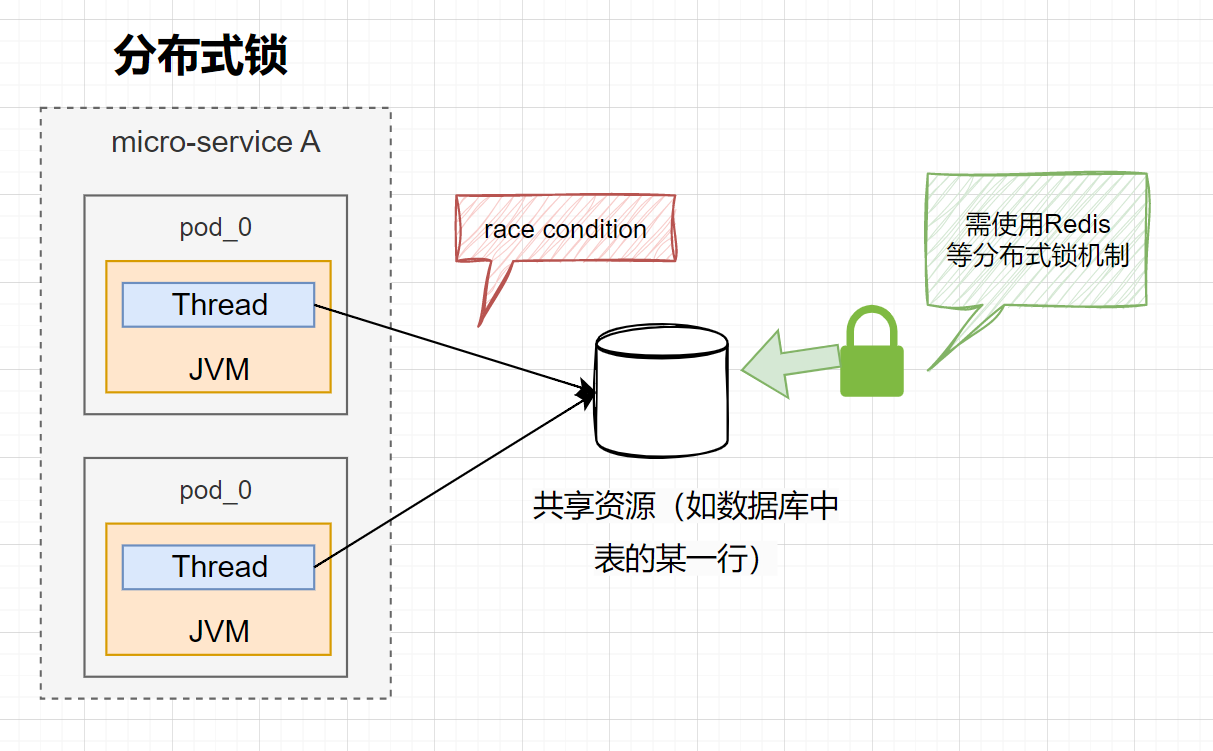 分布式锁
micro-service A
pod_0
Thread
JVM
race condition
需使用Redis
等分布式锁机制
共享资源（如数据库中
表的某一行）
pod_0
Thread
JVM